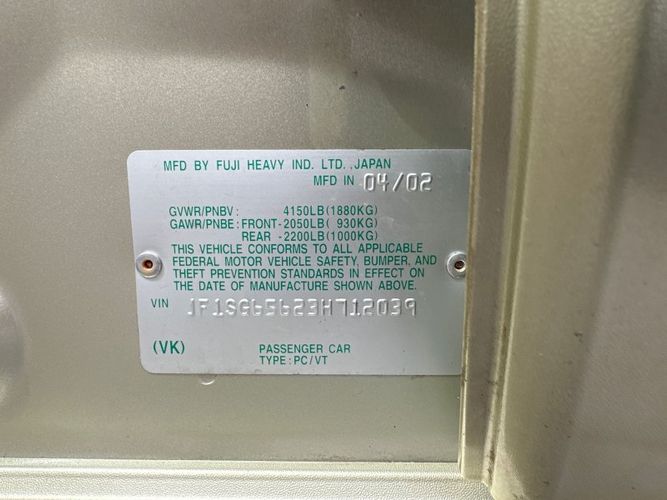 MFD BY FUJI HEAVY IND. LTD. ,JAPAN
MFD IN 04/02
GVWR/PNBV: 4150LB(1880KG)
GAWR/PNBE: FRONT-2050LB( 930KG)
REAR -2200LB(1000KG)
THIS VEHICLE CONFORMS TO ALL APPLICABLE
FEDERAL MOTOR VEHICLE SAFETY, BUMPER, AND
THEFT PREVENTION STANDARDS IN EFFECT ON
THE DATE OF MANUFACTURE SHOWN ABOVE.
VIN JF1SG65623H712039
(VK) PASSENGER CAR
TYPE:PC/VT